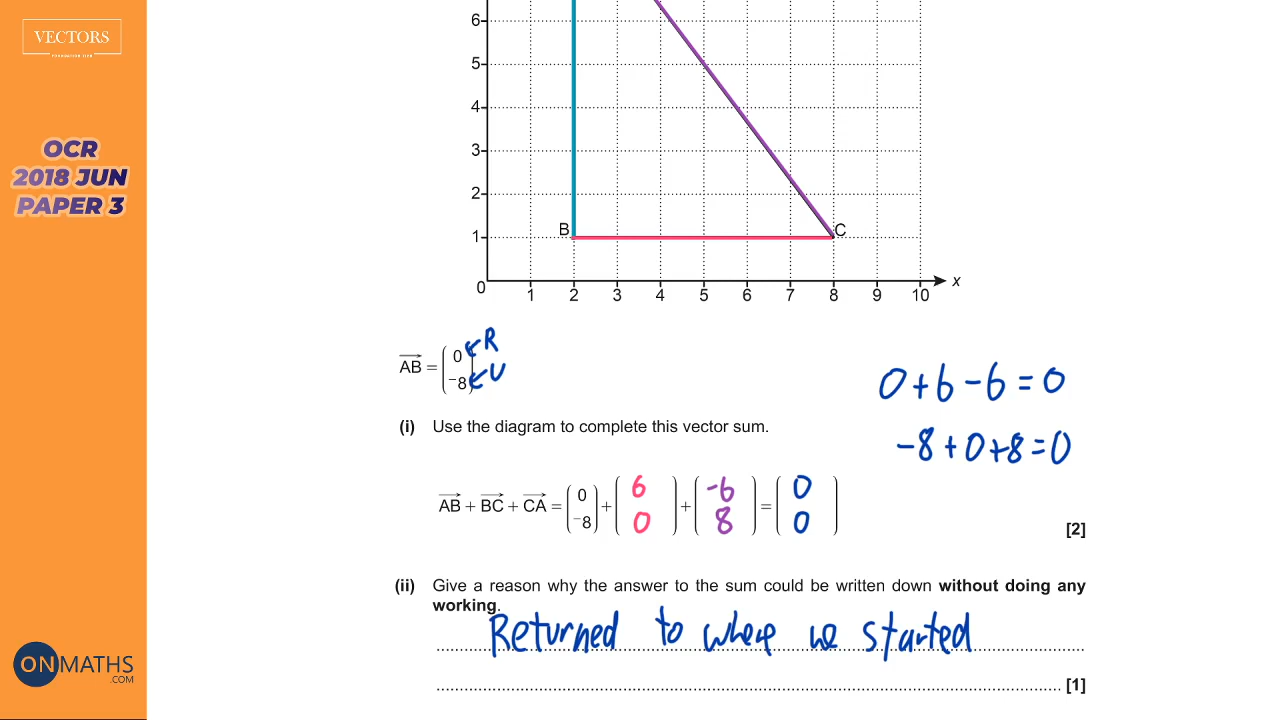 VECTORS
FOUNDATION TIER
OCR
2018 JUN
PAPER 3
6
5
4
3
2
1
B
C
0
1 2 3 4 5 6 7 8 9 10
x
AB = (0 -8)
R
U
0 + 6 - 6 = 0
-8 + 0 + 8 = 0
(i) Use the diagram to complete this vector sum.
AB + BC + CA = (0 -8) + (6 0) + (-6 8) = (0 0)
[2]
(ii) Give a reason why the answer to the sum could be written down without doing any
working.
Returned to where we started
[1]
ONMATHS
.COM